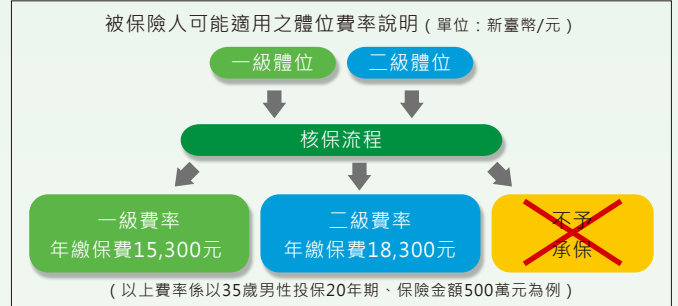 被保險人可能適用之體位費率說明(單位：新臺幣/元)
一級體位
二級體位
核保流程
一級費率
年繳保費15,300元
二級費率
年繳保費18,300元
不予
承保
(以上費率係以35歲男性投保20年期、保險金額500萬元為例)